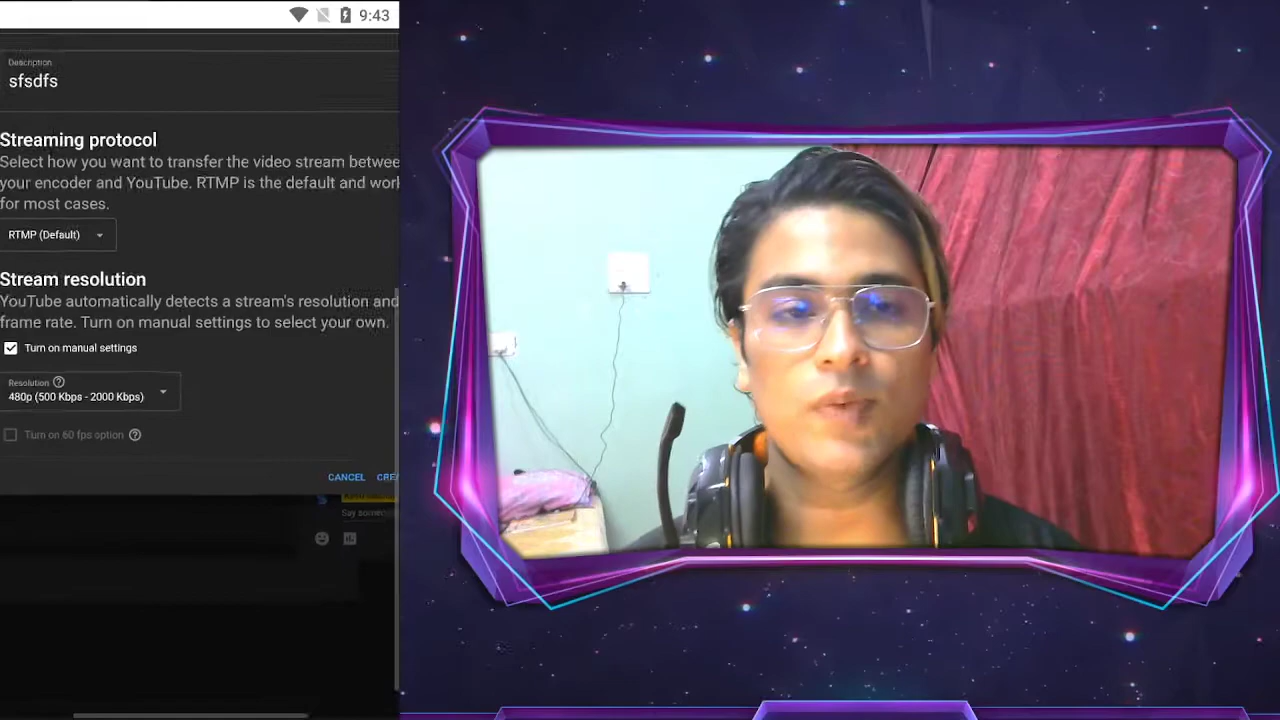 9:43
Description
sfsdfs
Streaming protocol
Select how you want to transfer the video stream
your encoder and YouTube. RTMP is the default and
for most cases.
RTMP (Default)
Stream resolution
YouTube automatically detects a stream's resolution and
frame rate. Turn on manual settings to select your own.
Turn on manual settings
Resolution
480p (500 Kbps - 2000 Kbps)
Turn on 60 fps option
CANCEL
Say